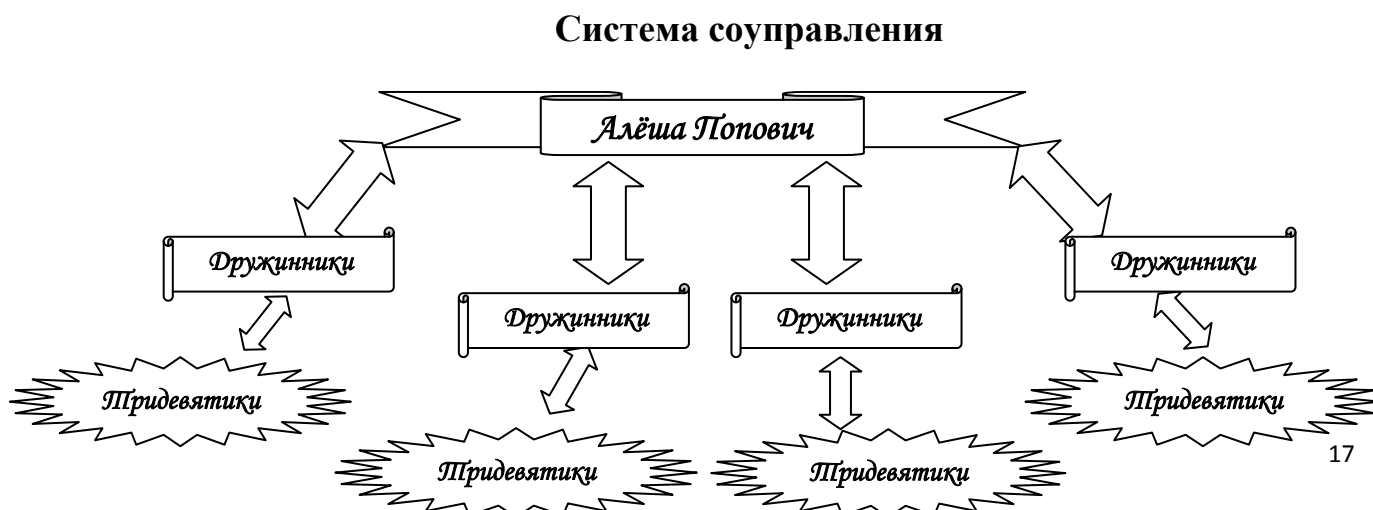 Система соуправления
Алёша Попович
Дружинники
Дружинники
Дружинники
Дружинники
Тридевятики
Тридевятики
Тридевятики
Тридевятики
17